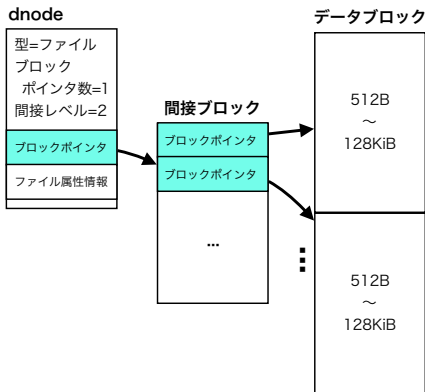 dnode
型=ファイル
ブロック
ポインタ数=1
間接レベル=2
ブロックポインタ
ファイル属性情報
間接ブロック
ブロックポインタ
ブロックポインタ
...
データブロック
512B
～
128KiB
⋮
512B
～
128KiB